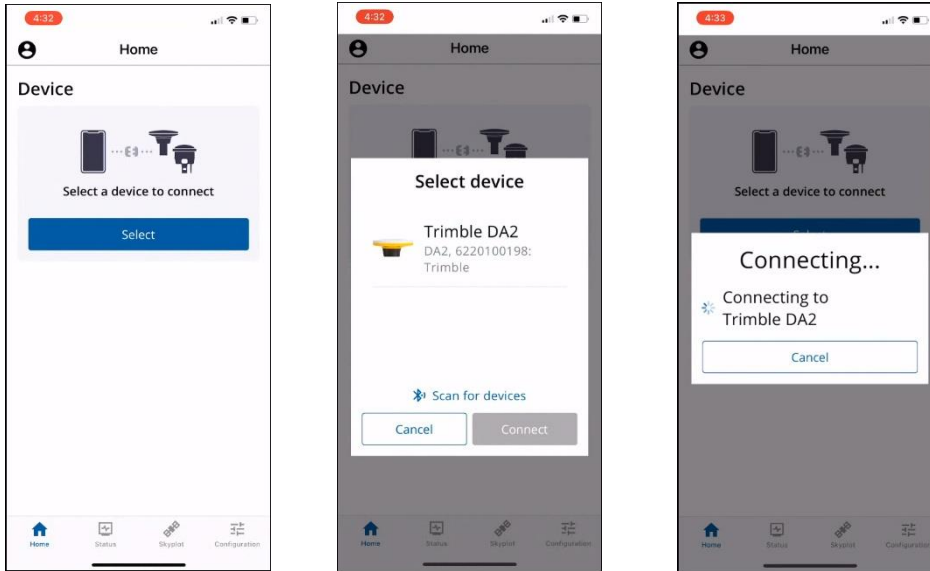 4:32
Home
Device
Select a device to connect
Select
Home
Status
Skyplot
Configuration
4:32
Home
Device
Select device
Trimble DA2
DA2, 6220100198:
Trimble
Scan for devices
Cancel
Connect
Home
Status
Skyplot
Configuration
4:33
Home
Device
Select a device to connect
Connecting...
Connecting to
Trimble DA2
Cancel
Home
Status
Skyplot
Configuration